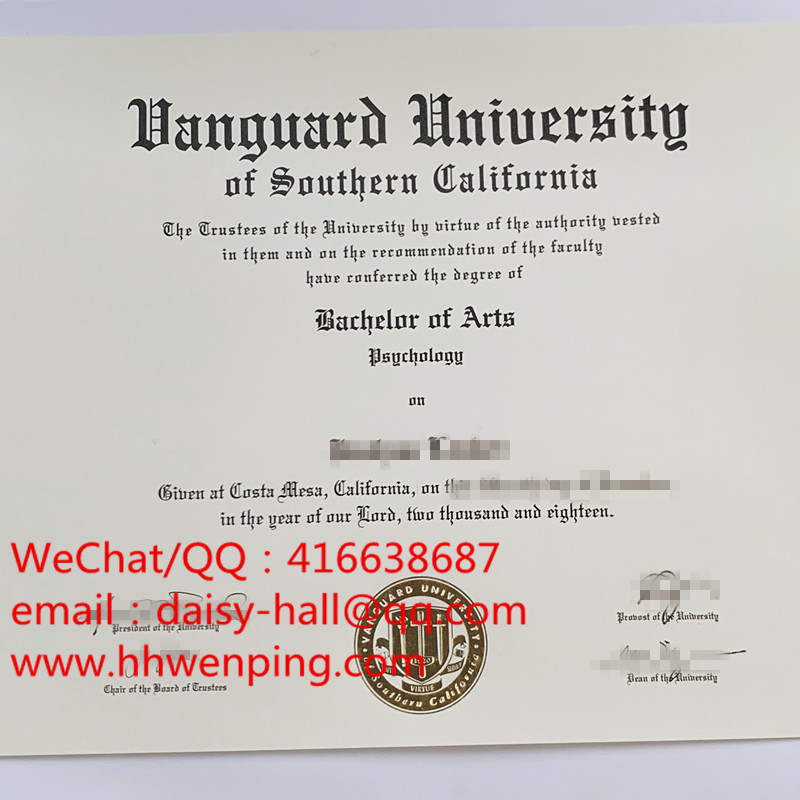 Vanguard University
of Southern California
The Trustees of the University by virtue of the authority vested
in them and on the recommendation of the faculty
have conferred the degree of
Bachelor of Arts
Psychology
on
Given at Costa Mesa, California, on
in the year of our Lord, two thousand and eighteen.
WeChat/QQ : 416638687
email : daisy-hall@qq.com
www.hhwenping.com
President of the University
Chair of the Board of Trustees
VANGUARD UNIVERSITY
VIRTUE
Southern California
Provost of the University
Dean of the University